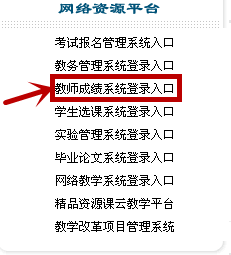 网络资源平台
考试报名管理系统入口
教务管理系统登录入口
教师成绩系统登录入口
学生选课系统登录入口
实验管理系统登录入口
毕业论文系统登录入口
网络教学系统登录入口
精品资源课云教学平台
教学改革项目管理系统